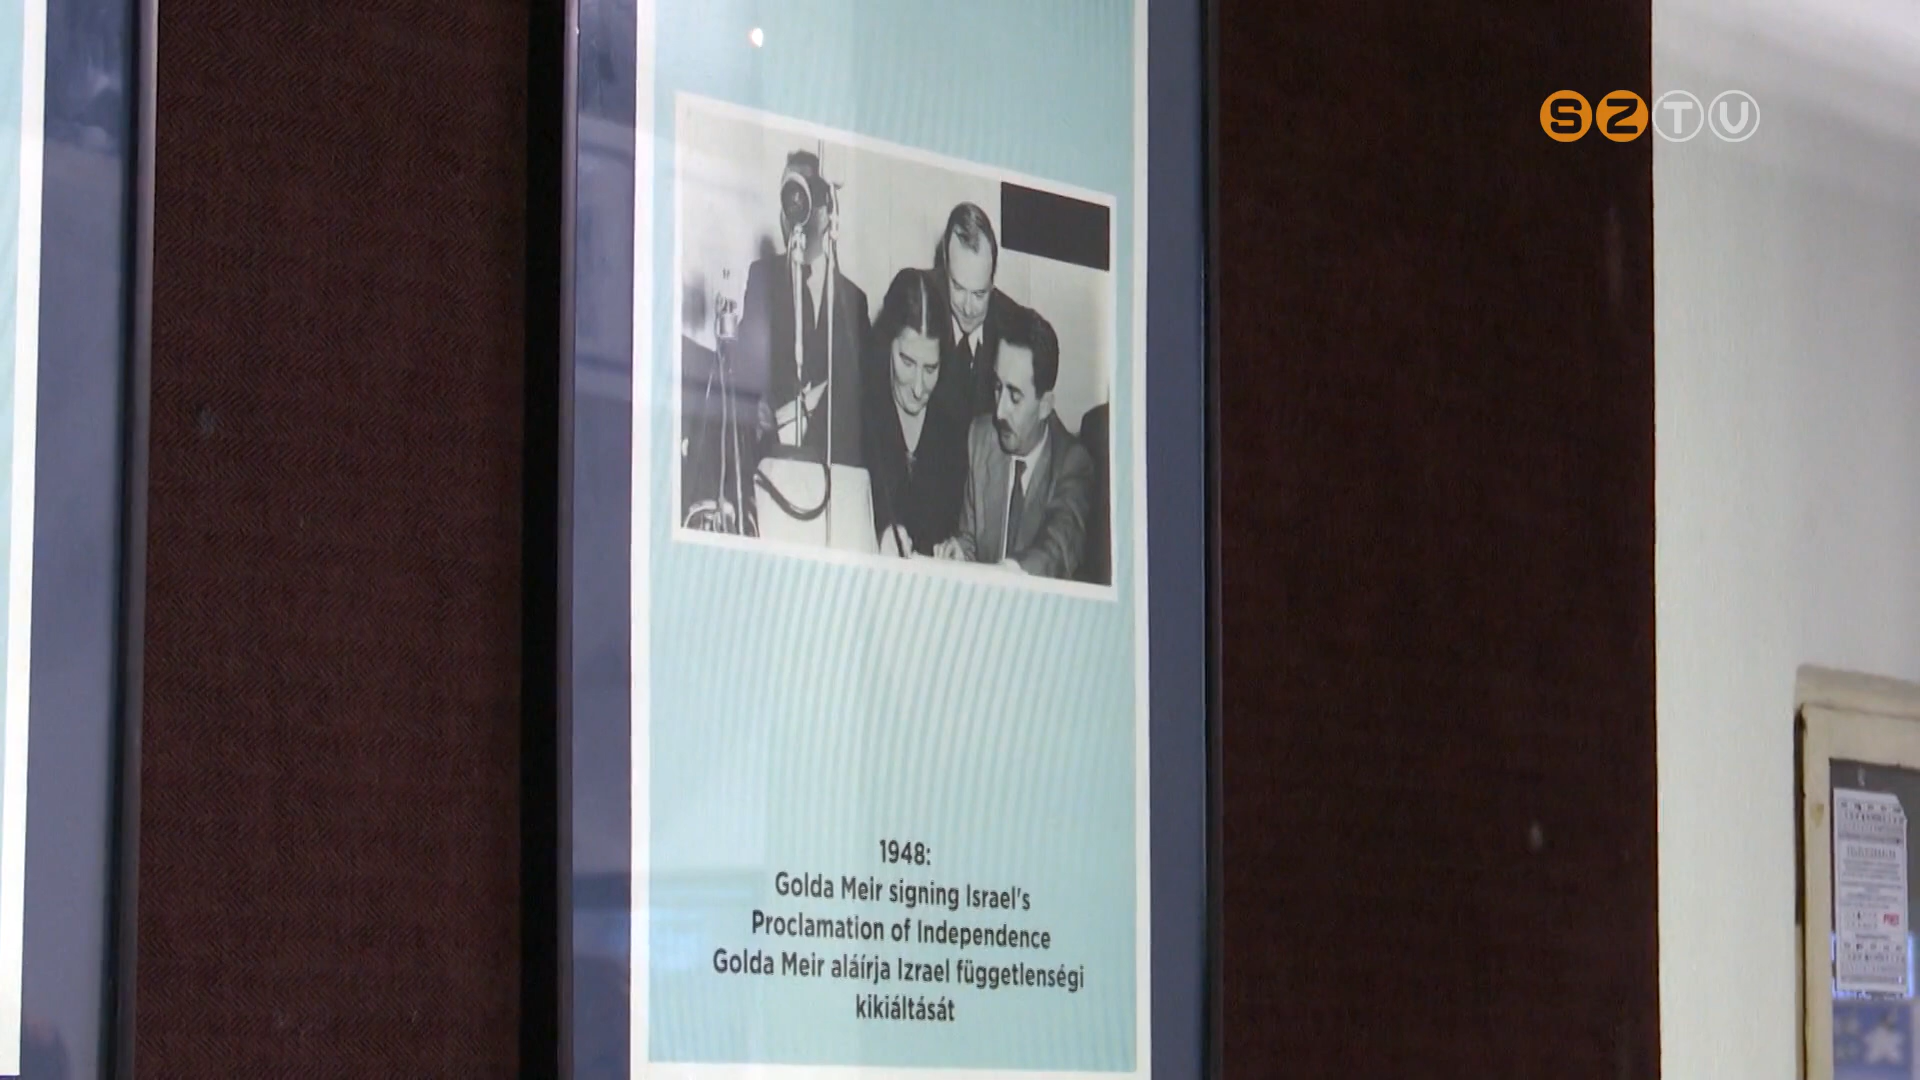 SZTV
1948:
Golda Meir signing Israel's
Proclamation of Independence
Golda Meir aláírja Izrael függetlenségi
kikiáltását